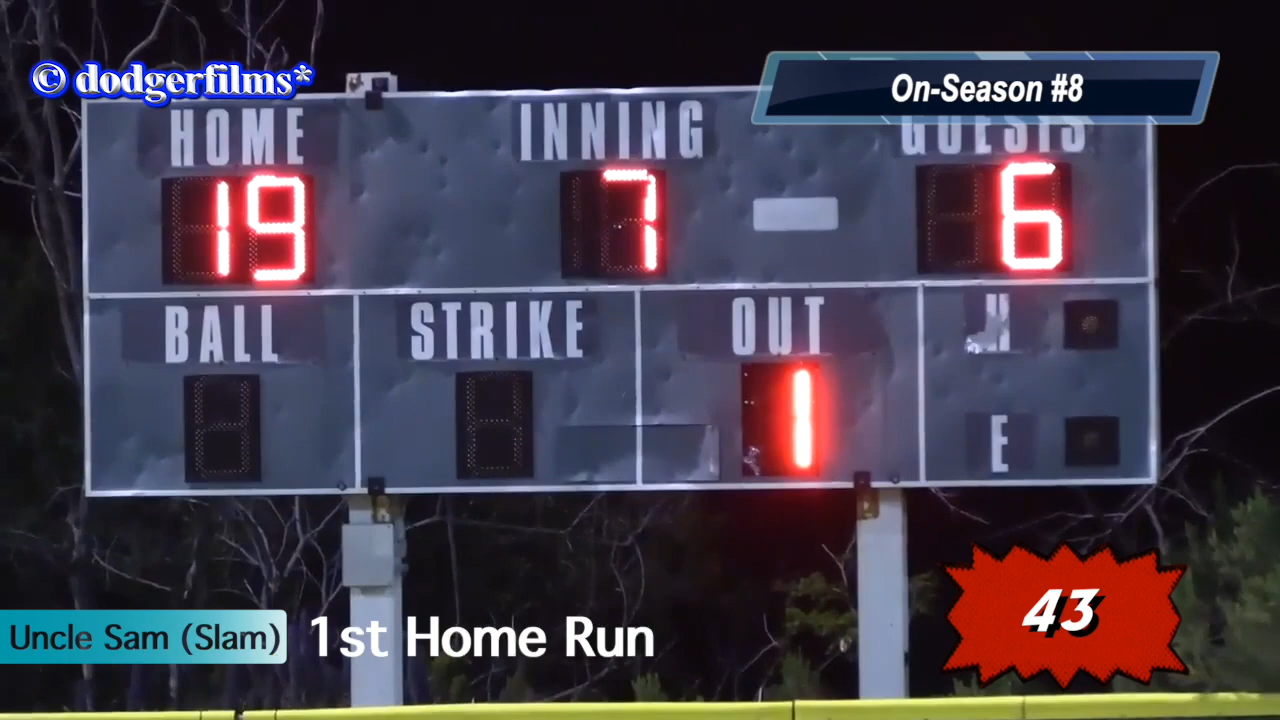 © dodgerfilms*
On-Season #8
HOME INNING GUESTS
19 7 6
BALL STRIKE OUT H
1
E
43
Uncle Sam (Slam) 1st Home Run